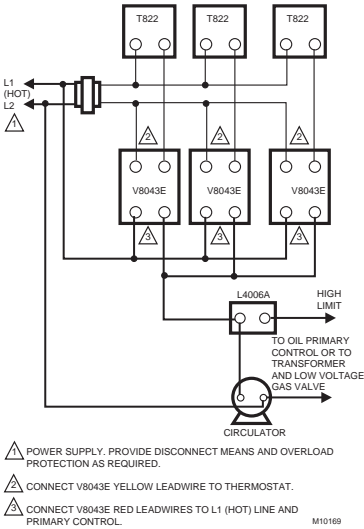 T822 T822 T822
L1
(HOT)
L2
1
2 2 2
V8043E V8043E V8043E
3 3 3
L4006A
HIGH
LIMIT
TO OIL PRIMARY
CONTROL OR TO
TRANSFORMER
AND LOW VOLTAGE
GAS VALVE
CIRCULATOR
1 POWER SUPPLY. PROVIDE DISCONNECT MEANS AND OVERLOAD
PROTECTION AS REQUIRED.
2 CONNECT V8043E YELLOW LEADWIRE TO THERMOSTAT.
3 CONNECT V8043E RED LEADWIRES TO L1 (HOT) LINE AND
PRIMARY CONTROL. M10169